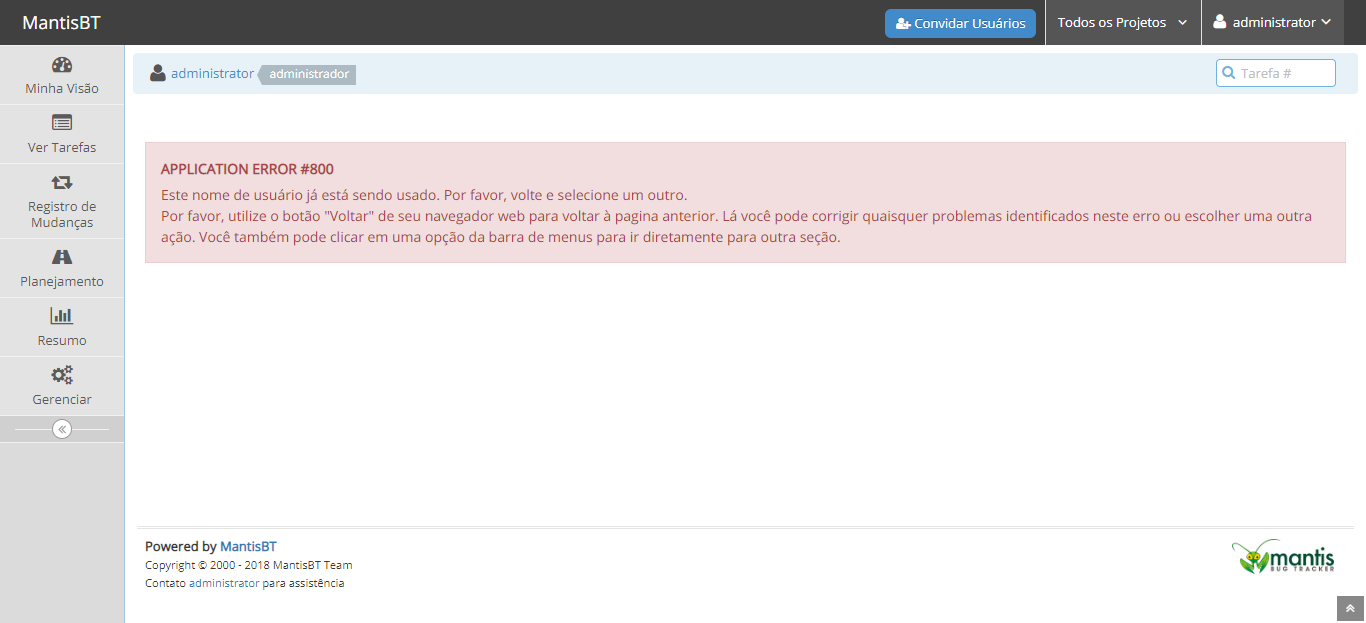 MantisBT
Convidar Usuários
Todos os Projetos
administrator
Minha Visão
Ver Tarefas
Registro de
Mudanças
Planejamento
Resumo
Gerenciar
administrator administrador
Tarefa #
APPLICATION ERROR #800
Este nome de usuário já está sendo usado. Por favor, volte e selecione um outro.
Por favor, utilize o botão "Voltar" de seu navegador web para voltar à pagina anterior. Lá você pode corrigir quaisquer problemas identificados neste erro ou escolher uma outra
ação. Você também pode clicar em uma opção da barra de menus para ir diretamente para outra seção.
Powered by MantisBT
Copyright © 2000 - 2018 MantisBT Team
Contato administrator para assistência
mantis
BUG TRACKER